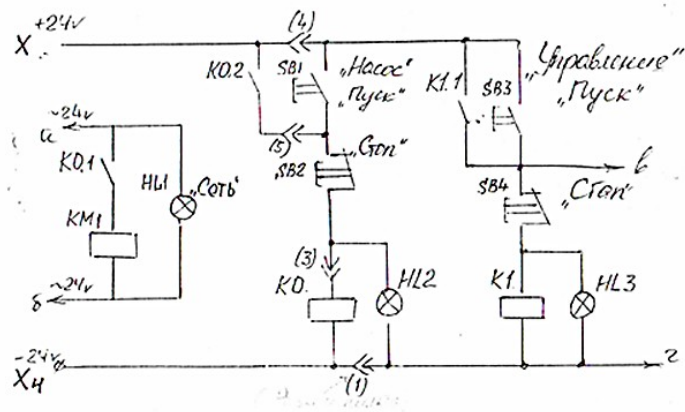 +24v
X
(4)
K0.2
SB1
„Насос"
„Пуск"
K1.1
SB3
„Управление"
„Пуск"
~24v
а
K0.1
HL1
„Сеть"
KM1
~24v
б
(5)
SB2
„Стоп"
в
SB4
„Стап"
(3)
K0.
HL2
K1.
HL3
-24v
Xн
(1)
г